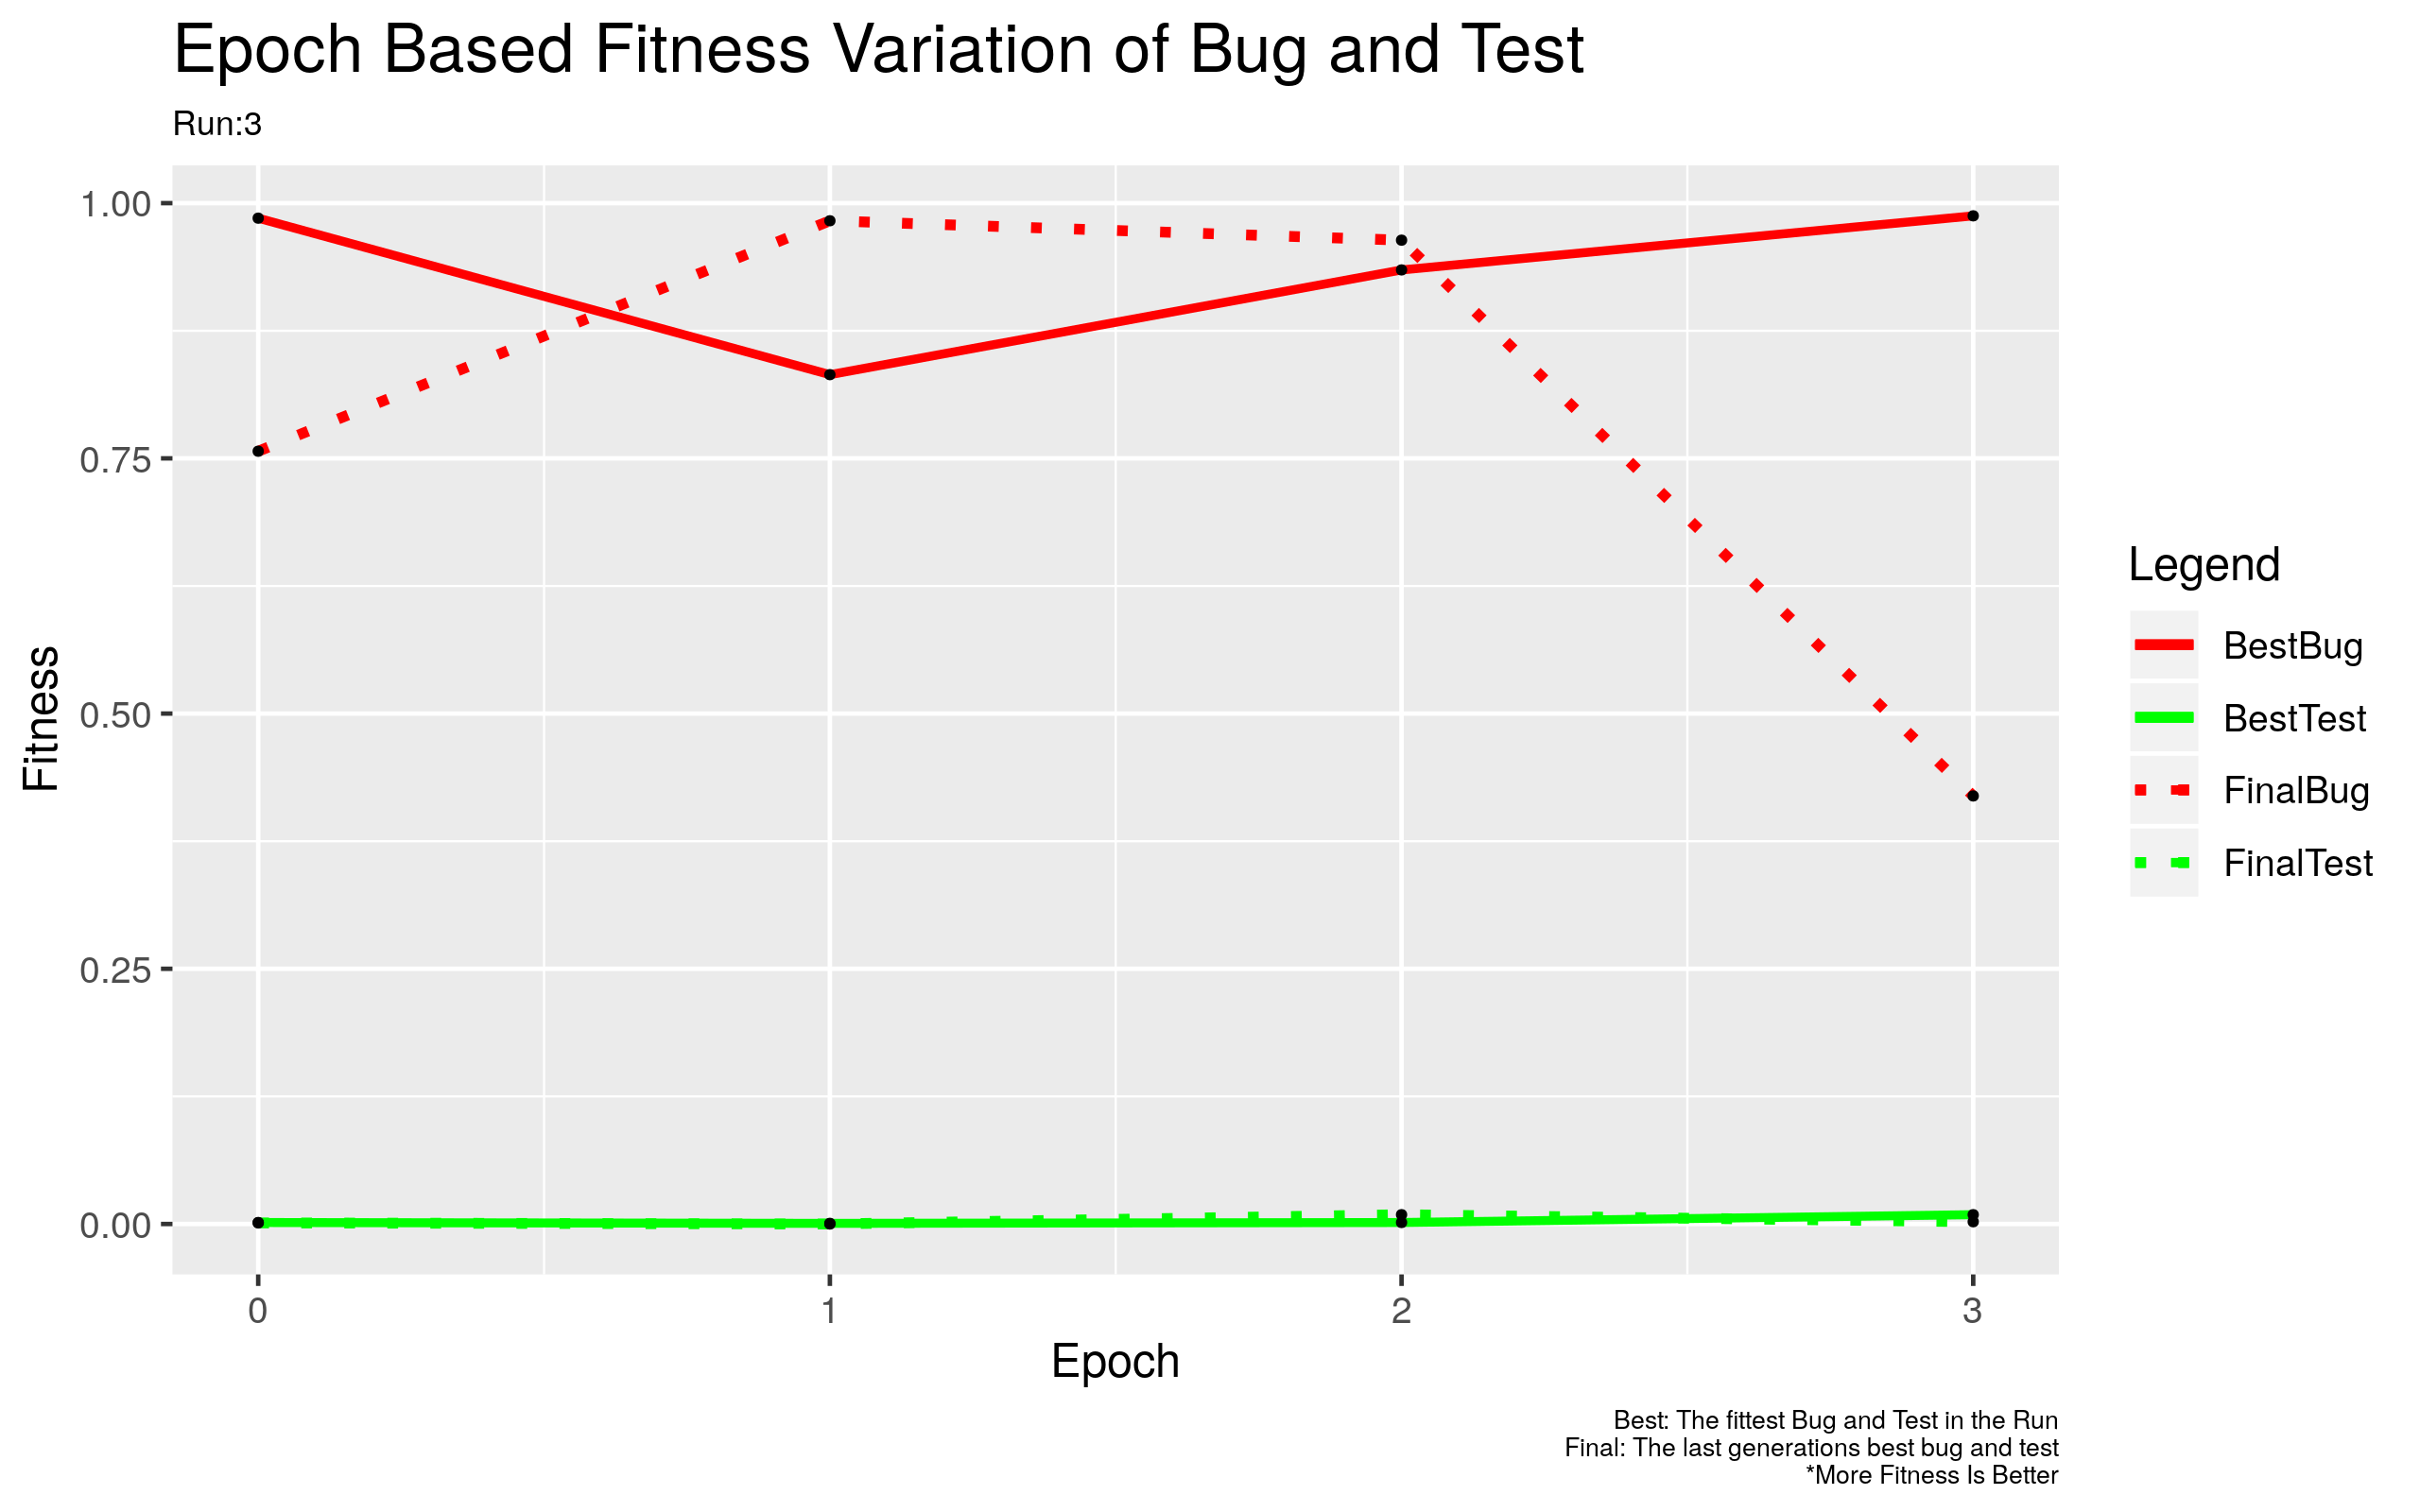 Epoch Based Fitness Variation of Bug and Test
Run:3
1.00
0.75
0.50
0.25
0.00
Fitness
0
1
2
3
Epoch
Legend
BestBug
BestTest
FinalBug
FinalTest
Best: The fittest Bug and Test in the Run
Final: The last generations best bug and test
*More Fitness Is Better